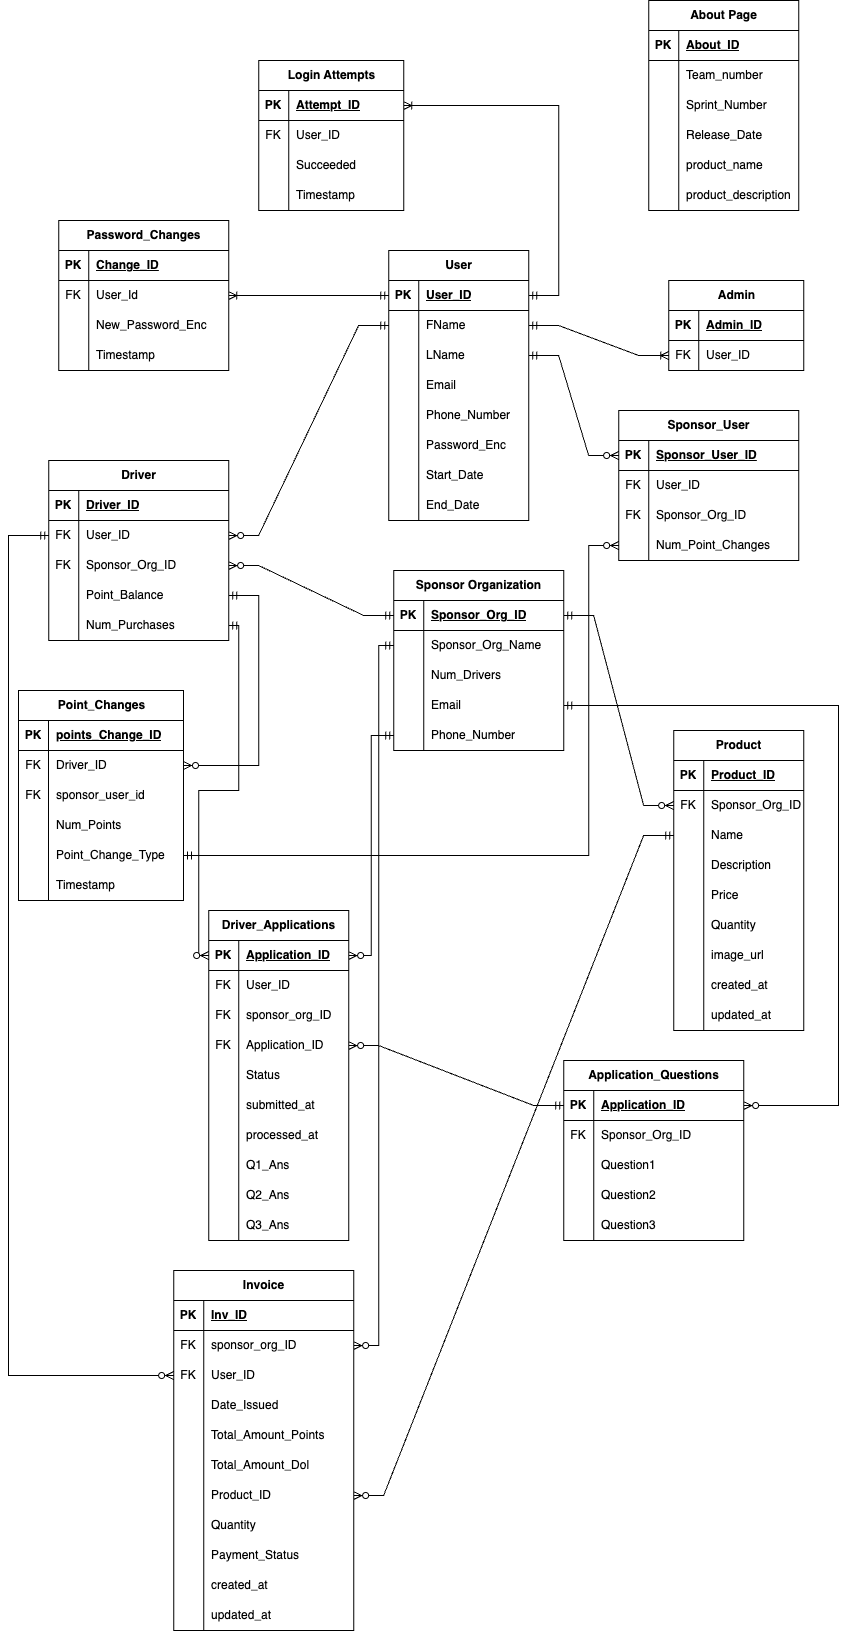 About Page
PK About_ID
Team_number
Sprint_Number
Release_Date
product_name
product_description
Login Attempts
PK Attempt_ID
FK User_ID
Succeeded
Timestamp
Password_Changes
PK Change_ID
FK User_Id
New_Password_Enc
Timestamp
User
PK User_ID
FName
LName
Email
Phone_Number
Password_Enc
Start_Date
End_Date
Admin
PK Admin_ID
FK User_ID
Sponsor_User
PK Sponsor_User_ID
FK User_ID
FK Sponsor_Org_ID
Num_Point_Changes
Driver
PK Driver_ID
FK User_ID
FK Sponsor_Org_ID
Point_Balance
Num_Purchases
Sponsor Organization
PK Sponsor_Org_ID
Sponsor_Org_Name
Num_Drivers
Email
Phone_Number
Point_Changes
PK points_Change_ID
FK Driver_ID
FK sponsor_user_id
Num_Points
Point_Change_Type
Timestamp
Product
PK Product_ID
FK Sponsor_Org_ID
Name
Description
Price
Quantity
image_url
created_at
updated_at
Driver_Applications
PK Application_ID
FK User_ID
FK sponsor_org_ID
FK Application_ID
Status
submitted_at
processed_at
Q1_Ans
Q2_Ans
Q3_Ans
Application_Questions
PK Application_ID
FK Sponsor_Org_ID
Question1
Question2
Question3
Invoice
PK Inv_ID
FK sponsor_org_ID
FK User_ID
Date_Issued
Total_Amount_Points
Total_Amount_Dol
Product_ID
Quantity
Payment_Status
created_at
updated_at